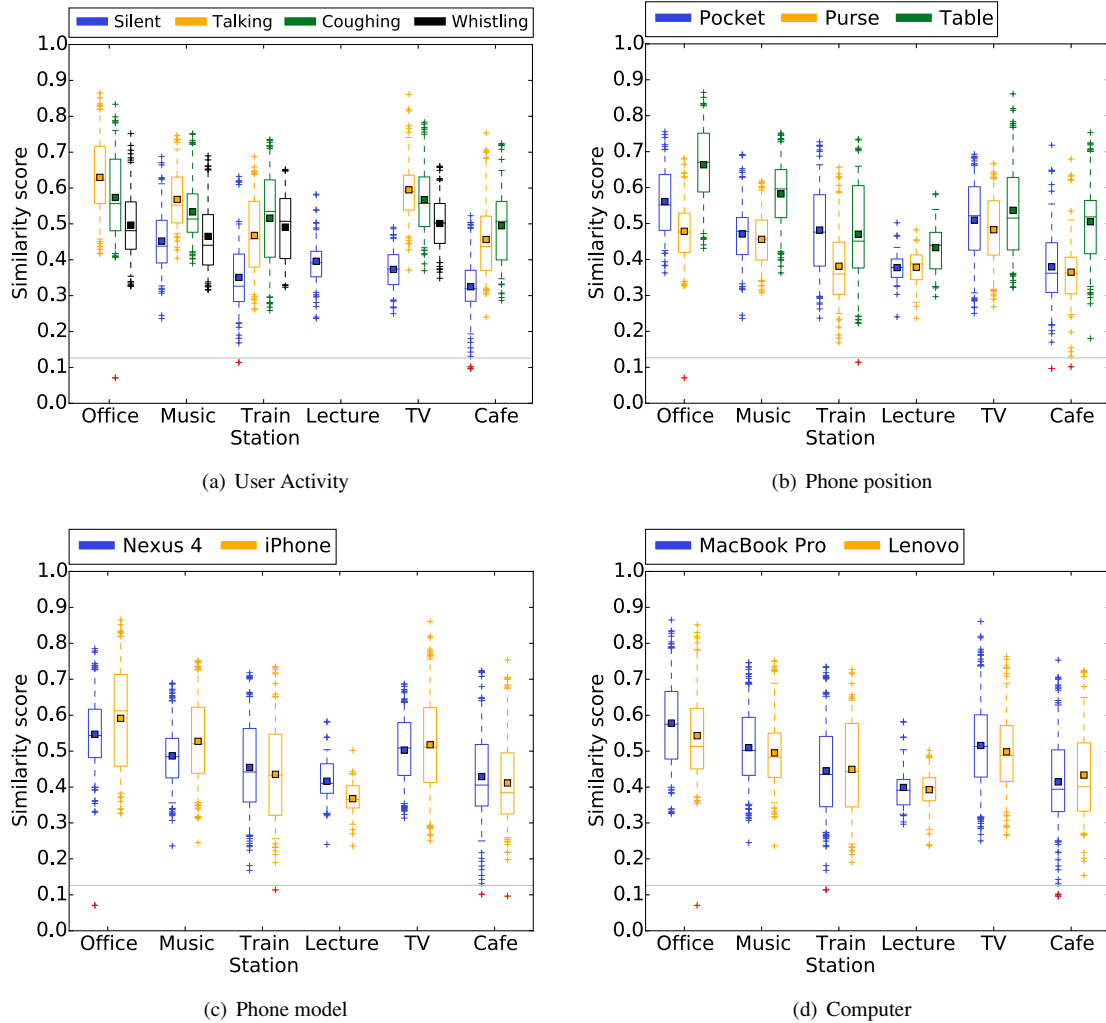 Silent Talking Coughing Whistling
1.0
0.9
0.8
0.7
0.6
0.5
0.4
0.3
0.2
0.1
0.0
Similarity score
Office Music Train Lecture TV Cafe
Station
(a) User Activity
Pocket Purse Table
1.0
0.9
0.8
0.7
0.6
0.5
0.4
0.3
0.2
0.1
0.0
Similarity score
Office Music Train Lecture TV Cafe
Station
(b) Phone position
Nexus 4 iPhone
1.0
0.9
0.8
0.7
0.6
0.5
0.4
0.3
0.2
0.1
0.0
Similarity score
Office Music Train Lecture TV Cafe
Station
(c) Phone model
MacBook Pro Lenovo
1.0
0.9
0.8
0.7
0.6
0.5
0.4
0.3
0.2
0.1
0.0
Similarity score
Office Music Train Lecture TV Cafe
Station
(d) Computer